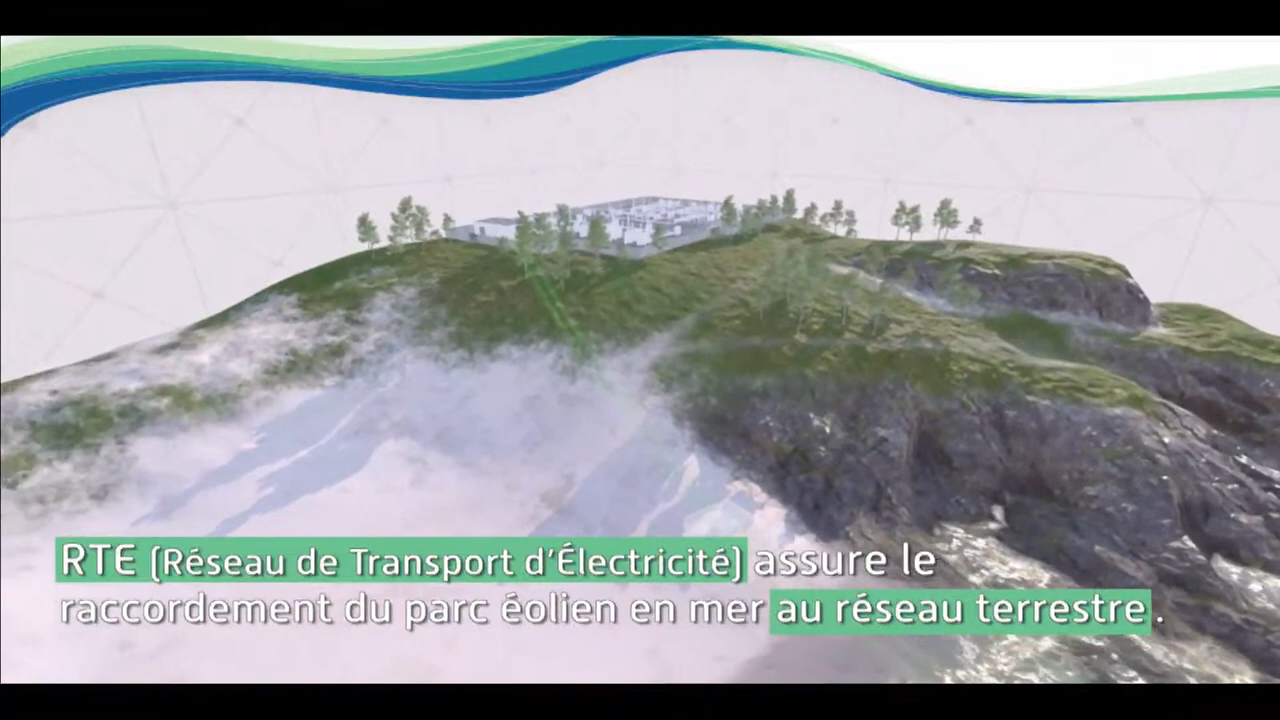 RTE (Réseau de Transport d’Électricité) assure le
raccordement du parc éolien en mer au réseau terrestre.